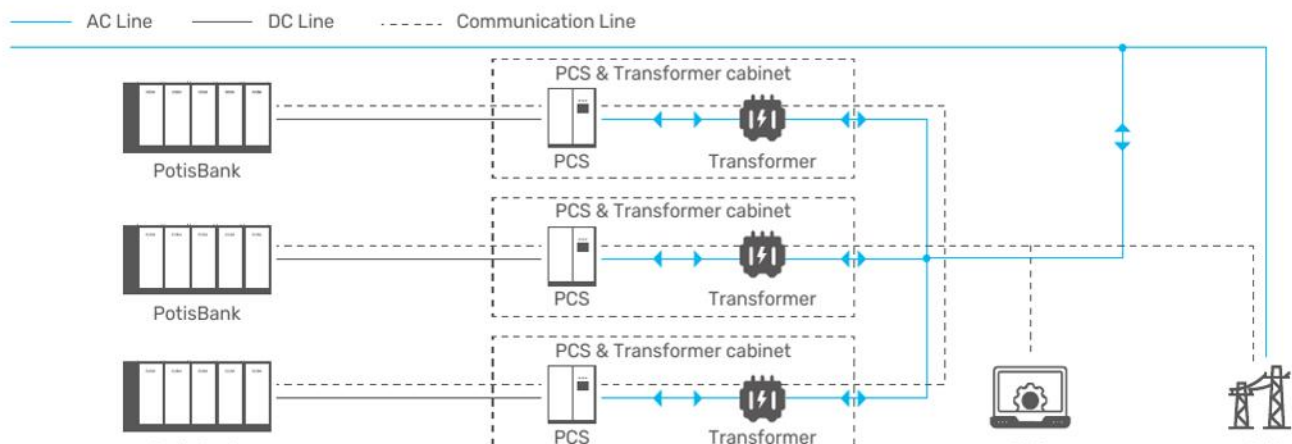 AC Line DC Line Communication Line
PCS & Transformer cabinet
PCS
Transformer
PotisBank
PCS & Transformer cabinet
PCS
Transformer
PotisBank
PCS & Transformer cabinet
PCS
Transformer
PotisBank